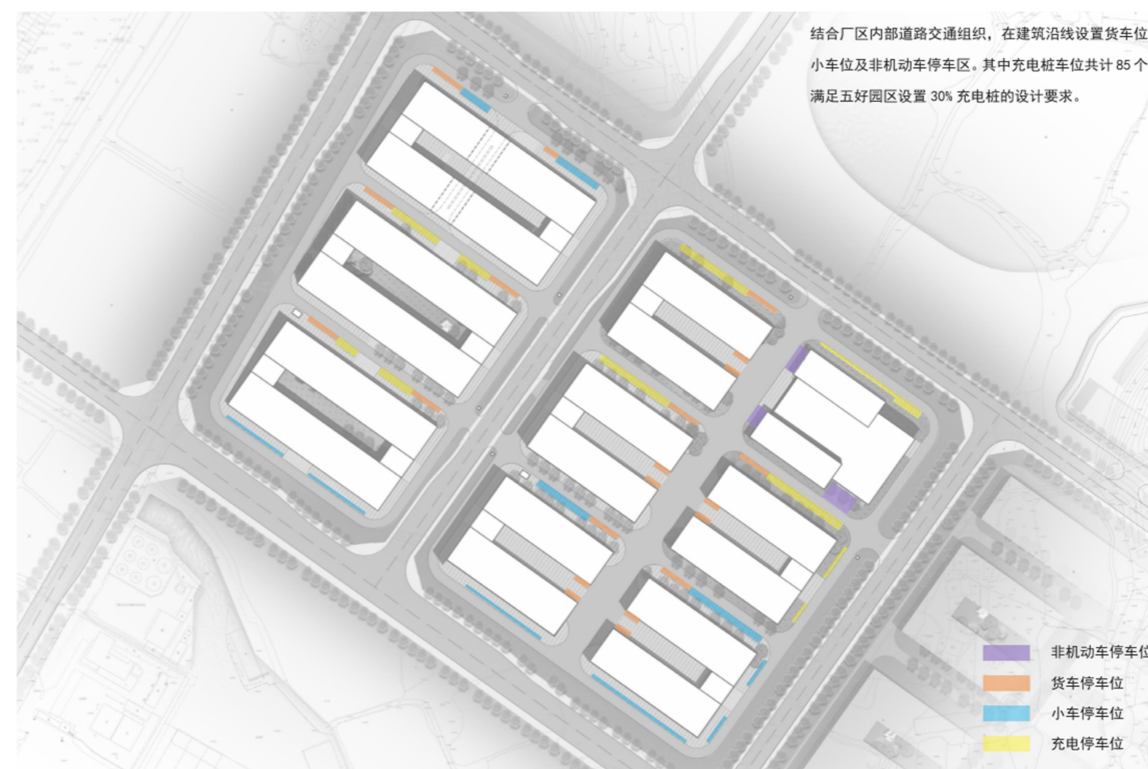 结合厂区内部道路交通组织，在建筑沿线设置货车位
小车位及非机动车停车区。其中充电桩车位共计 85 个
满足五好园区设置 30% 充电桩的设计要求。
非机动车停车位
货车停车位
小车停车位
充电停车位